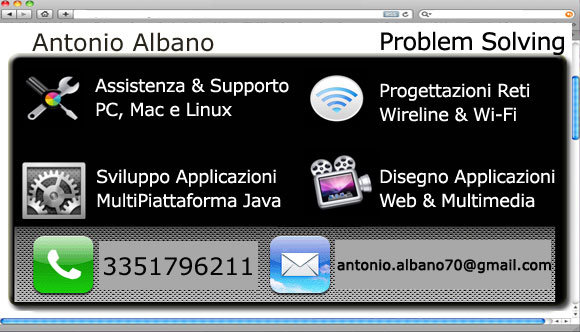 Antonio Albano
Problem Solving
Assistenza & Supporto
PC, Mac e Linux
Progettazioni Reti
Wireline & Wi-Fi
Sviluppo Applicazioni
MultiPiattaforma Java
Disegno Applicazioni
Web & Multimedia
3351796211
antonio.albano70@gmail.com